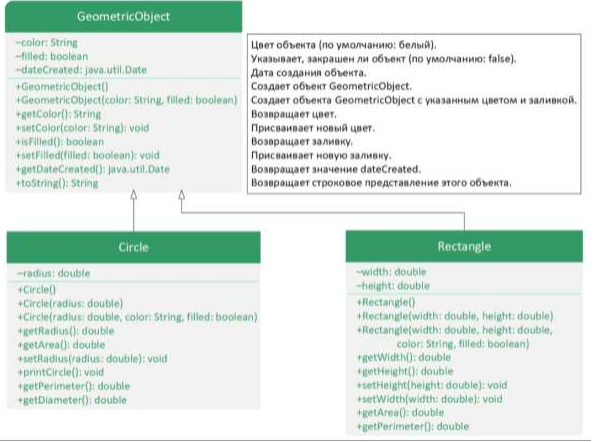 GeometricObject
-color: String
-filled: boolean
-dateCreated: java.util.Date
+GeometricObject()
+GeometricObject(color: String, filled: boolean)
+getColor(): String
+setColor(color: String): void
+isFilled(): boolean
+setFilled(filled: boolean): void
+getDateCreated(): java.util.Date
+toString(): String
Цвет объекта (по умолчанию: белый).
Указывает, закрашен ли объект (по умолчанию: false).
Дата создания объекта.
Создает объект GeometricObject.
Создает объекта GeometricObject с указанным цветом и заливкой.
Возвращает цвет.
Присваивает новый цвет.
Возвращает заливку.
Присваивает новую заливку.
Возвращает значение dateCreated.
Возвращает строковое представление этого объекта.
Circle
-radius: double
+Circle()
+Circle(radius: double)
+Circle(radius: double, color: String, filled: boolean)
+getRadius(): double
+getArea(): double
+setRadius(radius: double): void
+printCircle(): void
+getPerimeter(): double
+getDiameter(): double
Rectangle
-width: double
-height: double
+Rectangle()
+Rectangle(width: double, height: double)
+Rectangle(width: double, height: double,
color: String, filled: boolean)
+getWidth(): double
+getHeight(): double
+setHeight(height: double): void
+setWidth(width: double): void
+getArea(): double
+getPerimeter(): double